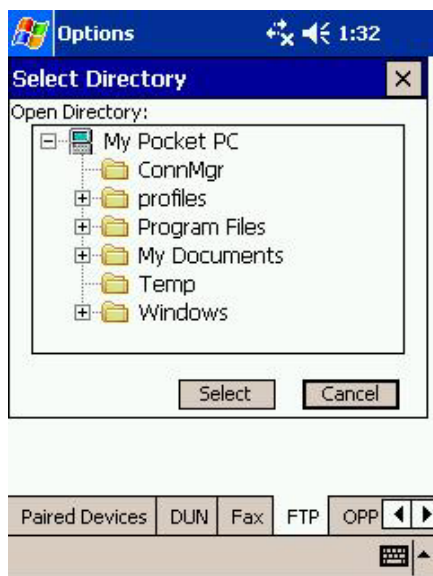 Options 1:32
Select Directory
Open Directory:
My Pocket PC
ConnMgr
profiles
Program Files
My Documents
Temp
Windows
Select Cancel
Paired Devices DUN Fax FTP OPP